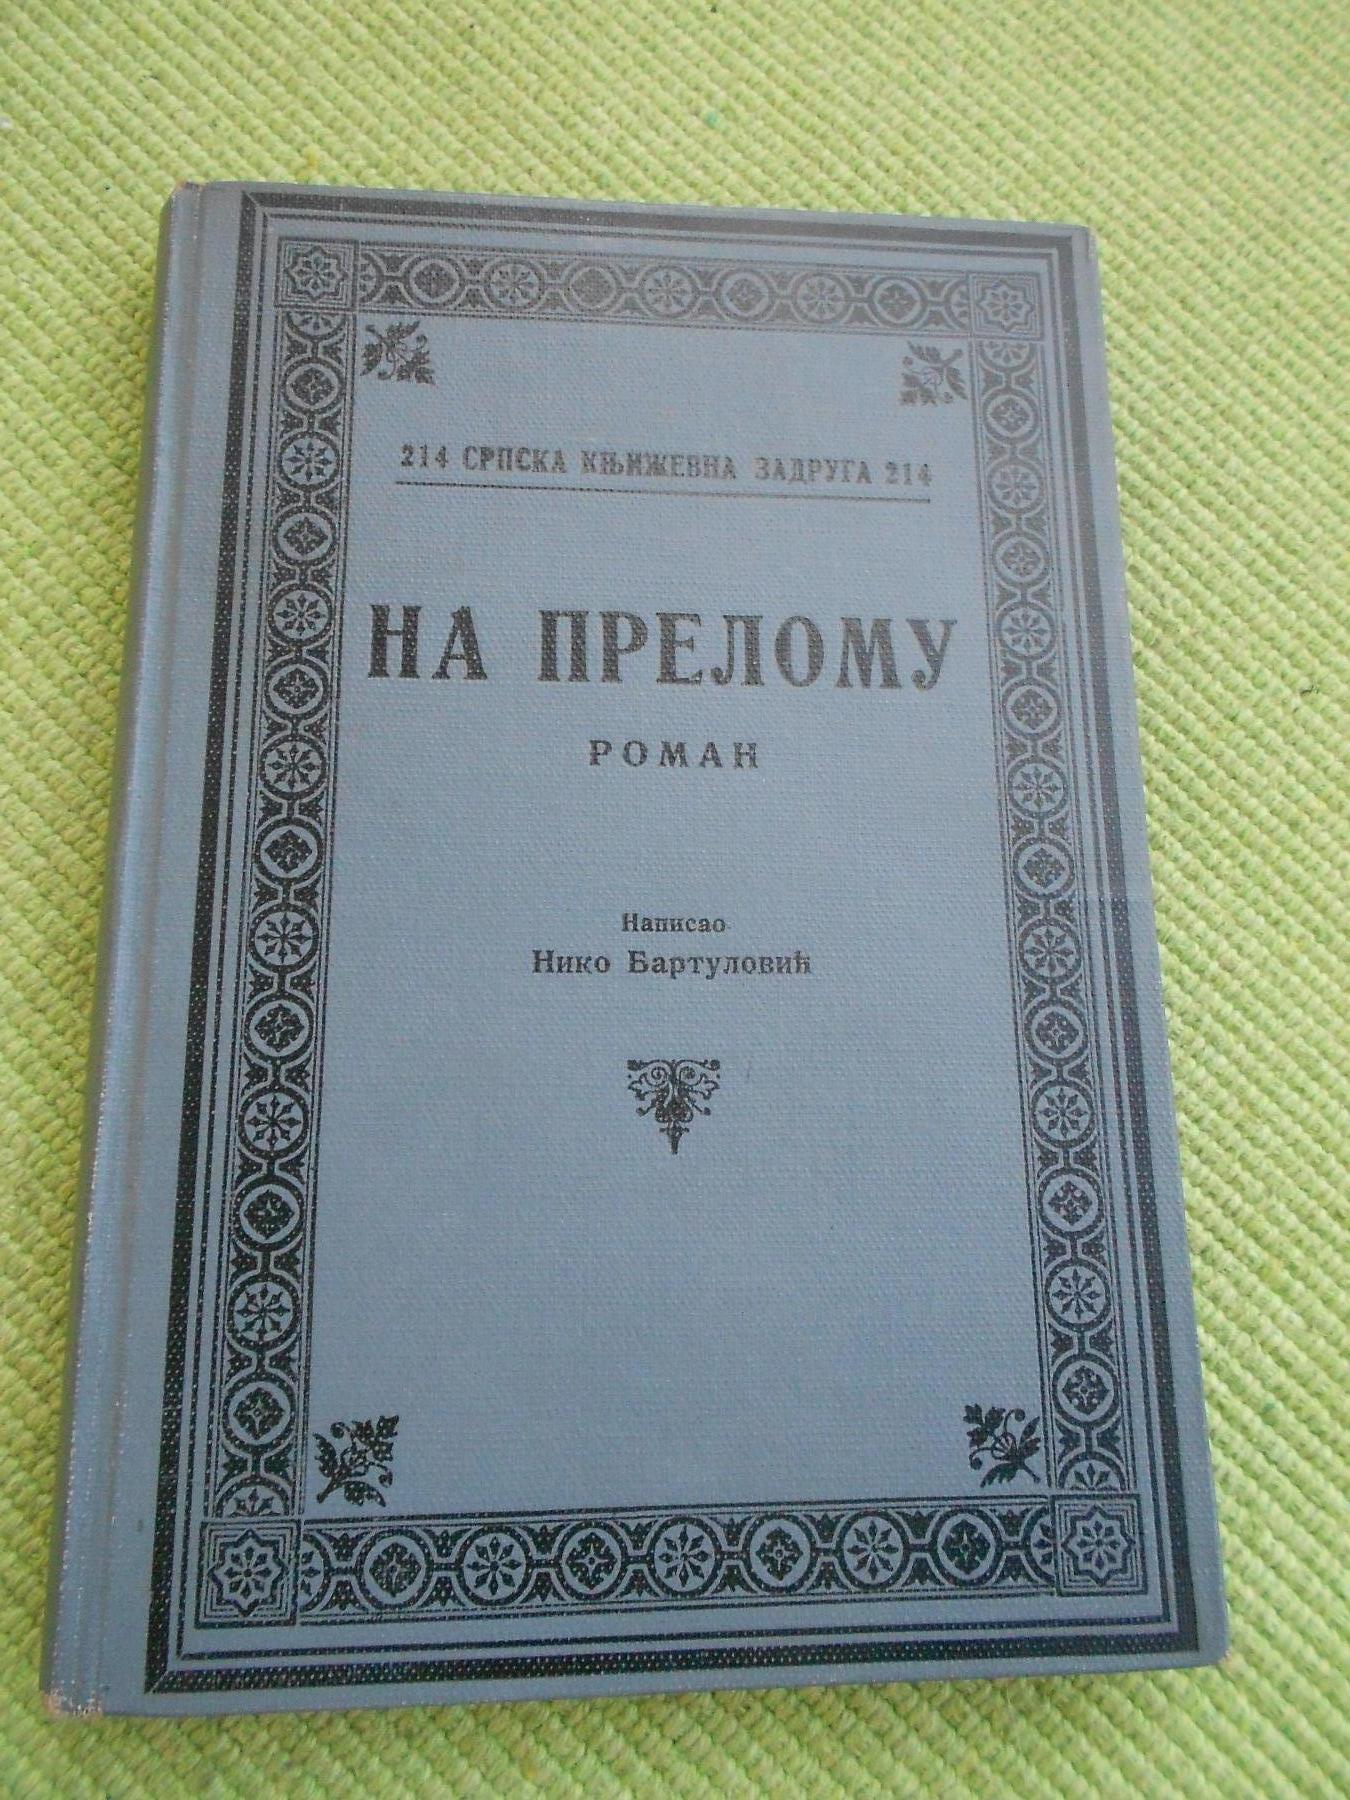 214 СРПСКА КЊИЖЕВНА ЗАДРУГА 214
НА ПРЕЛОМУ
РОМАН
Написао
Нико Бартуловић